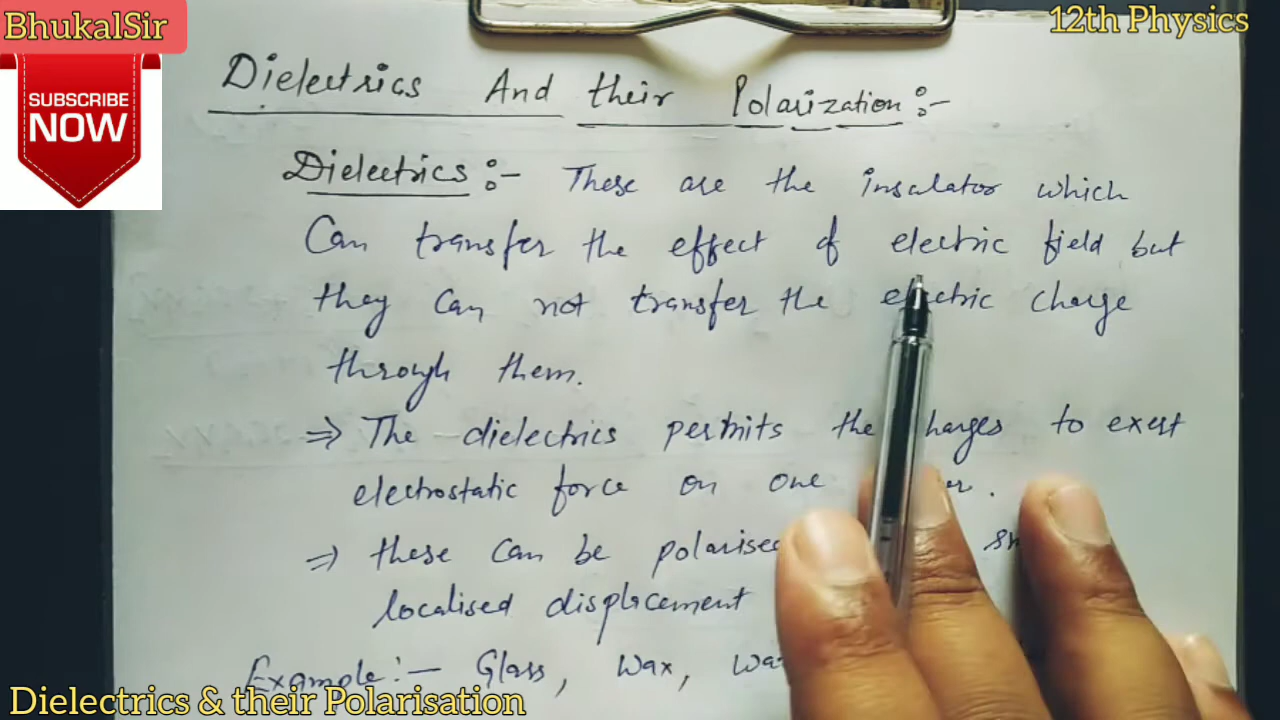 BhukalSir
12th Physics
SUBSCRIBE
NOW
Dielectrics And their Polarization :-
Dielectrics :- These are the insulator which
Can transfer the effect of electric field but
they can not transfer the electric charge
through them.
⇒ The dielectrics permits the charges to exert
electrostatic force on one
⇒ these can be polarised
localised displacement
Example :- Glass, Wax,
Dielectrics & their Polarisation